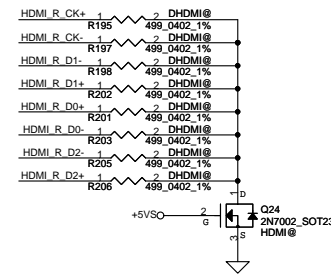 HDMI_R_CK+ 1 2 DHDMI@
R195 499_0402_1%
HDMI_R_CK- 1 2 DHDMI@
R197 499_0402_1%
HDMI_R_D1- 1 2 DHDMI@
R198 499_0402_1%
HDMI_R_D1+ 1 2 DHDMI@
R202 499_0402_1%
HDMI_R_D0+ 1 2 DHDMI@
R201 499_0402_1%
HDMI_R_D0- 1 2 DHDMI@
R203 499_0402_1%
HDMI_R_D2- 1 2 DHDMI@
R205 499_0402_1%
HDMI_R_D2+ 1 2 DHDMI@
R206 499_0402_1%
1 D
Q24
+5VS 2 G
2N7002_SOT23
3 S
HDMI@